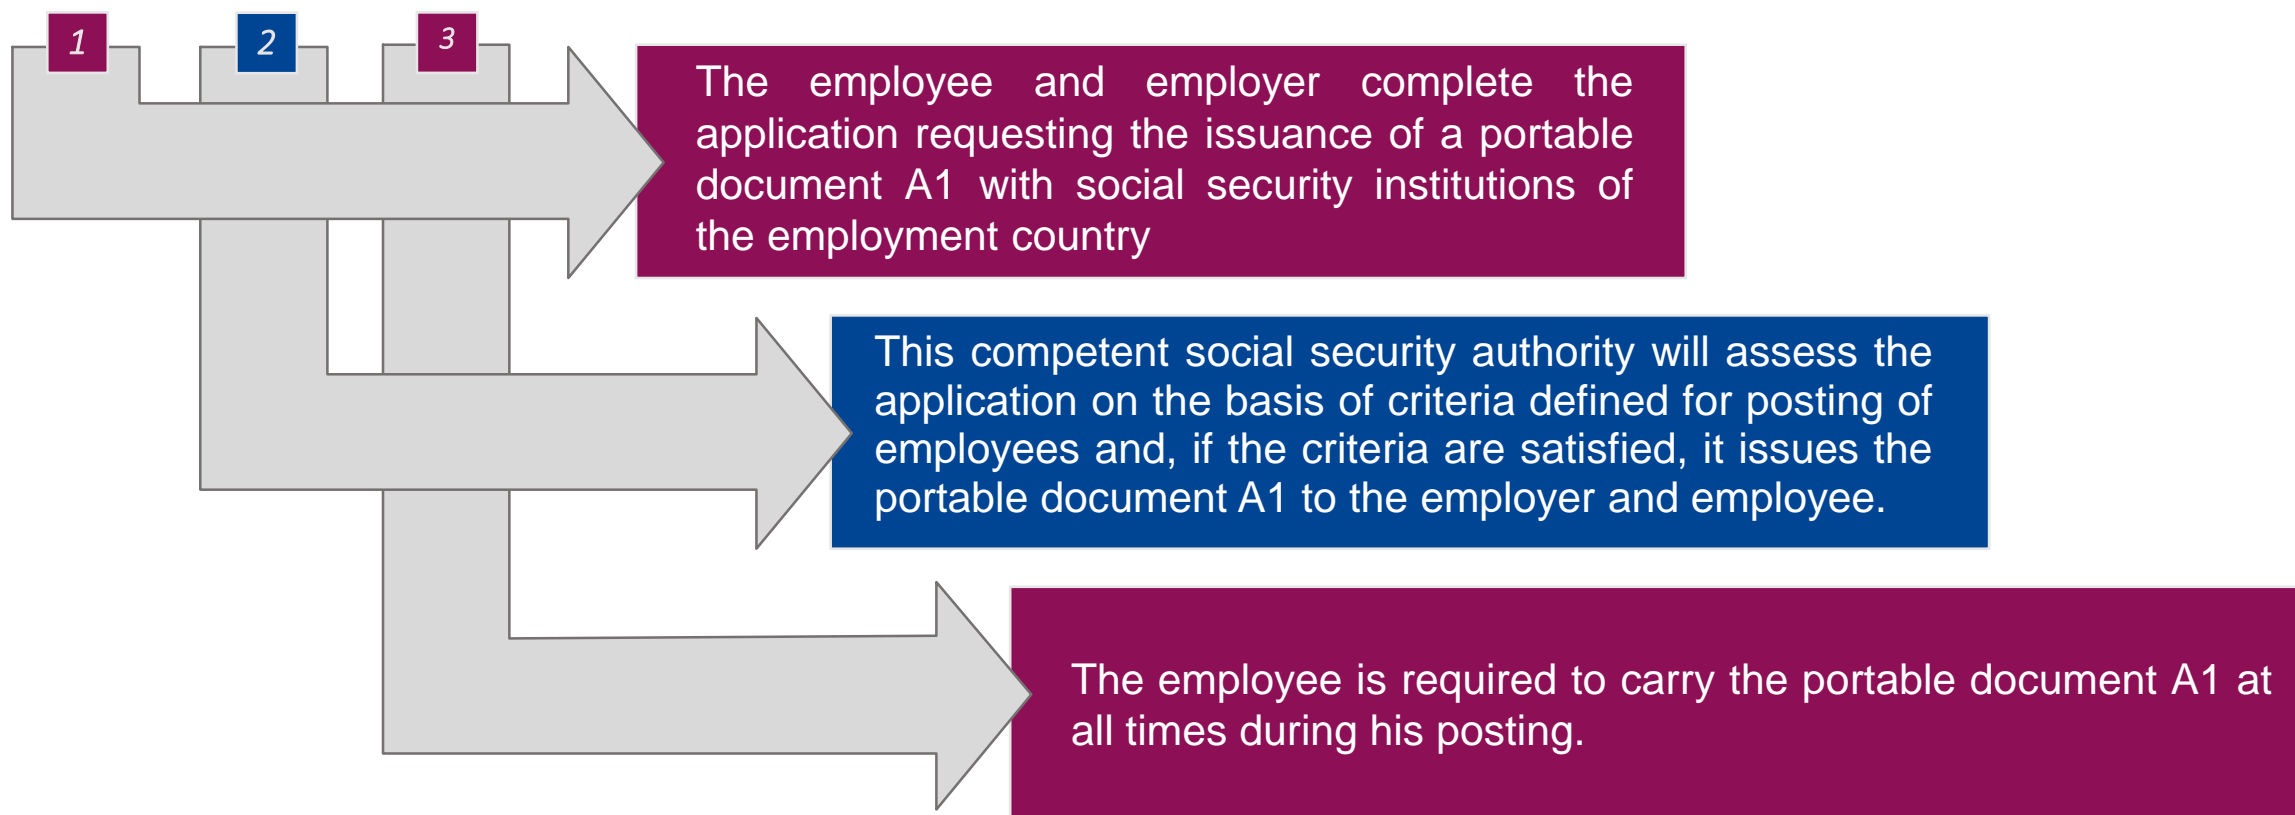 1
2
3
The employee and employer complete the
application requesting the issuance of a portable
document A1 with social security institutions of
the employment country
This competent social security authority will assess the
application on the basis of criteria defined for posting of
employees and, if the criteria are satisfied, it issues the
portable document A1 to the employer and employee.
The employee is required to carry the portable document A1 at
all times during his posting.